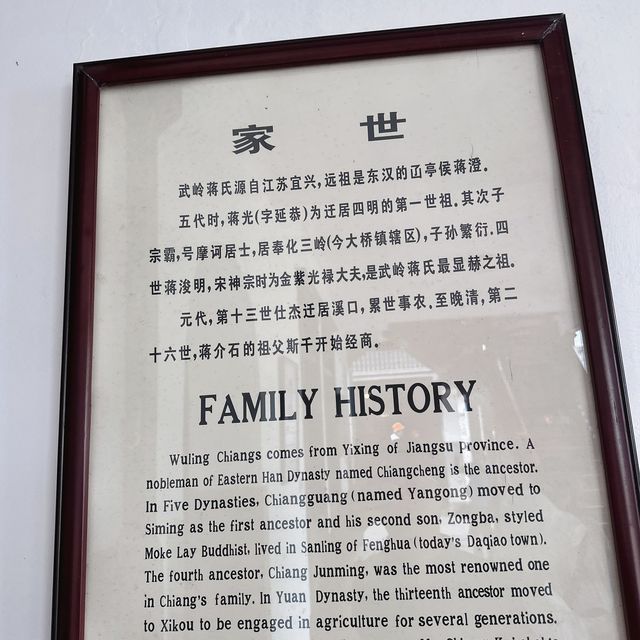 家 世
武岭蒋氏源自江苏宜兴,远祖是东汉的㓰亭侯蒋澄.
五代时,蒋光(字延恭)为迁居四明的第一世祖.其次子
宗霸,号摩诃居士,居奉化三岭(今大桥镇辖区),子孙繁衍.四
世蒋浚明,宋神宗时为金紫光禄大夫,是武岭蒋氏最显赫之祖.
元代,第十三世仕杰迁居溪口,累世事农.至晚清,第二
十六世,蒋介石的祖父斯千开始经商.
FAMILY HISTORY
Wuling Chiangs comes from Yixing of Jiangsu province. A
nobleman of Eastern Han Dynasty named Chiangcheng is the ancestor.
In Five Dynasties, Chiangguang (named Yangong) moved to
Siming as the first ancestor and his second son, Zongba, styled
Moke Lay Buddhist, lived in Sanling of Fenghua (today's Daqiao town).
The fourth ancestor, Chiang Junming, was the most renowned one
in Chiang's family. In Yuan Dynasty, the thirteenth ancestor moved
to Xikou to be engaged in agriculture for several generations.